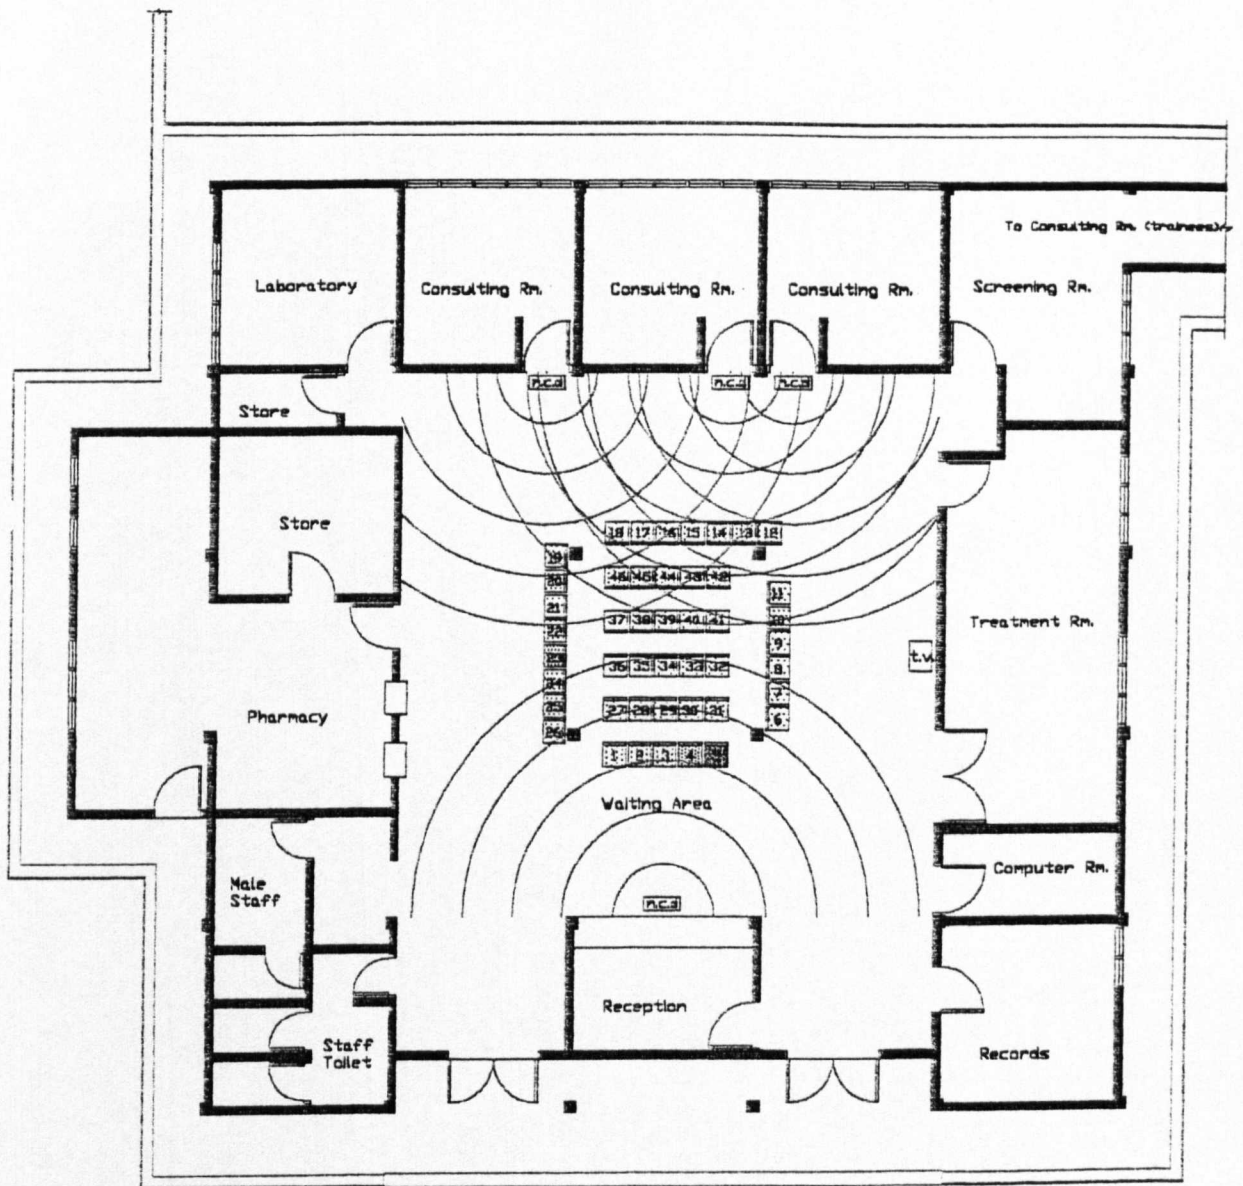 To Consulting Rm. (trainees)
Laboratory
Consulting Rm.
Consulting Rm.
Consulting Rm.
Screening Rm.
n.c.d
n.c.d
n.c.d
Store
Store
18 17 16 15 14 13 12
19
20
21
22
23
24
25
26
46 45 44 43 42
37 38 39 40 41
36 35 34 33 32
27 28 29 30 31
1 2 3 4
11
10
9
8
7
6
t.v.
Treatment Rm.
Pharmacy
Waiting Area
Male
Staff
Computer Rm.
n.c.d
Reception
Staff
Toilet
Records